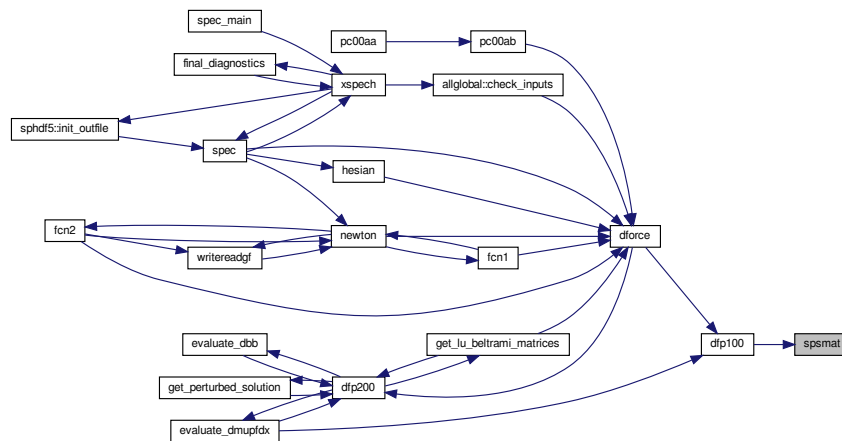 spec_main
pc00aa
pc00ab
final_diagnostics
xspech
allglobal::check_inputs
sphdf5::init_outfile
spec
hesian
fcn2
newton
dforce
writereadgf
fcn1
evaluate_dbb
get_lu_beltrami_matrices
dfp100
spsmat
get_perturbed_solution
dfp200
evaluate_dmupfdx